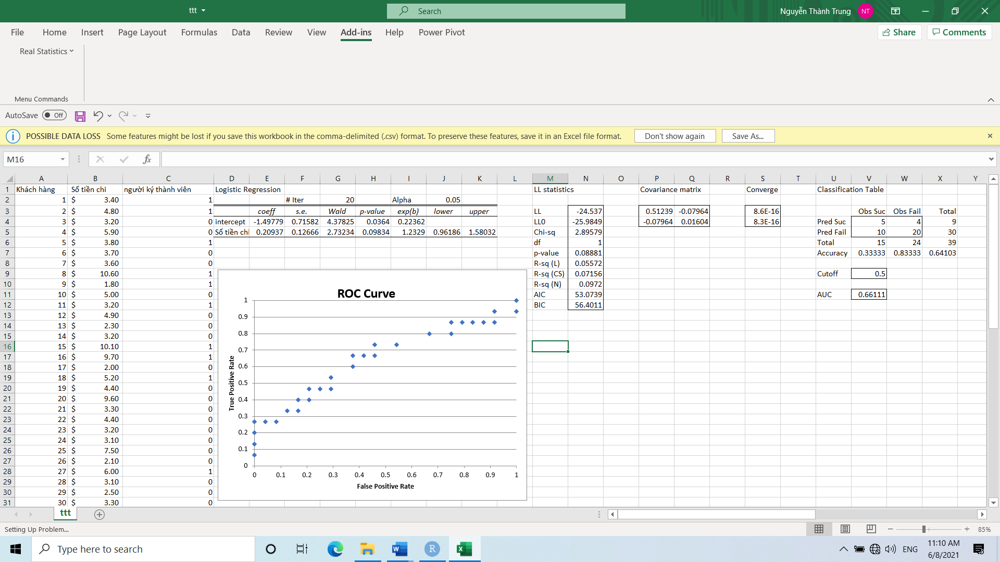 ttt
Search
Nguyễn Thành Trung NT
File Home Insert Page Layout Formulas Data Review View Add-ins Help Power Pivot
Share Comments
Real Statistics
Menu Commands
AutoSave Off
POSSIBLE DATA LOSS Some features might be lost if you save this workbook in the comma-delimited (.csv) format. To preserve these features, save it in an Excel file format. Don't show again Save As...
M16 fx
A B C D E F G H I J K L M N O P Q R S T U V W X Y
1 Khách hàng Số tiền chi người ký thành viên Logistic Regression LL statistics Covariance matrix Converge Classification Table
2 1 $ 3.40 1 # Iter 20 Alpha 0.05
3 2 $ 4.80 1 coeff s.e. Wald p-value exp(b) lower upper LL -24.537 0.51239 -0.07964 8.6E-16 Obs Suc Obs Fail Total
4 3 $ 3.20 0 intercept -1.49779 0.71582 4.37825 0.0364 0.22362 LL0 -25.9849 -0.07964 0.01604 8.3E-16 Pred Suc 5 4 9
5 4 $ 5.90 0 Số tiền chi 0.20937 0.12666 2.73234 0.09834 1.2329 0.96186 1.58032 Chi-sq 2.89579 Pred Fail 10 20 30
6 5 $ 3.80 1 df 1 Total 15 24 39
7 6 $ 3.70 0 p-value 0.08881 Accuracy 0.33333 0.83333 0.64103
8 7 $ 3.60 0 R-sq (L) 0.05572
9 8 $ 10.60 1 R-sq (CS) 0.07156 Cutoff 0.5
10 9 $ 1.80 1 R-sq (N) 0.0972
11 10 $ 5.00 0 AIC 53.0739 AUC 0.66111
12 11 $ 3.20 1 BIC 56.4011
13 12 $ 4.90 0
14 13 $ 2.30 0
15 14 $ 3.20 0
16 15 $ 10.10 1
17 16 $ 9.70 1
18 17 $ 2.00 0
19 18 $ 5.20 1
20 19 $ 4.40 0
21 20 $ 9.60 0
22 21 $ 3.30 0
23 22 $ 4.40 0
24 23 $ 3.20 0
25 24 $ 3.10 0
26 25 $ 7.50 0
27 26 $ 2.10 0
28 27 $ 6.00 1
29 28 $ 3.10 0
30 29 $ 2.50 0
31 30 $ 3.30 0
ROC Curve
1
0.9
0.8
0.7
0.6
0.5
0.4
0.3
0.2
0.1
0
True Positive Rate
0 0.1 0.2 0.3 0.4 0.5 0.6 0.7 0.8 0.9 1
False Positive Rate
ttt
Setting Up Problem... 85%
Type here to search
W R X
ENG
11:10 AM
6/8/2021